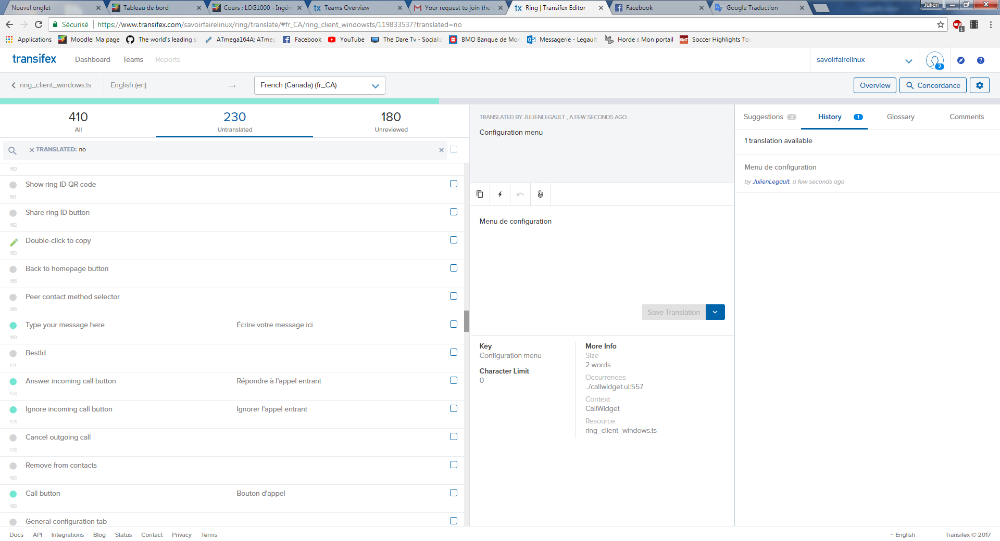 Nouvel onglet
Tableau de bord
Cours : LOG1000 - Ingén
Teams Overview
Your request to join the
Ring | Transifex Editor
Facebook
Google Traduction
Julien
Sécurisé
https://www.transifex.com/savoirfairelinux/ring/translate/#fr_CA/ring_client_windowsts/119833537?translated=no
ABP
1
Applications
Moodle: Ma page
The world's leading s
ATmega164A; ATmeg
Facebook
YouTube
The Dare Tv - Socializ
BMO Banque de Mon
Messagerie - Legault
Horde :: Mon portail
Soccer Highlights Tod
transifex
Dashboard
Teams
Reports
savoirfairelinux
2
?
ring_client_windows.ts
English (en)
→
French (Canada) (fr_CA)
Overview
Concordance
410
All
230
Untranslated
180
Unreviewed
TRANSLATED: no
160
Show ring ID QR code
161
Share ring ID button
162
Double-click to copy
163
Back to homepage button
165
Peer contact method selector
166
Type your message here
Écrire votre message ici
169
BestId
171
Answer incoming call button
Répondre à l'appel entrant
173
Ignore incoming call button
Ignorer l'appel entrant
174
Cancel outgoing call
178
Remove from contacts
193
Call button
Bouton d'appel
198
General configuration tab
TRANSLATED BY JULIENLEGAULT , A FEW SECONDS AGO.
Configuration menu
Menu de configuration
Save Translation
Key
Configuration menu
Character Limit
0
More Info
Size
2 words
Occurrences
../callwidget.ui:557
Context
CallWidget
Resource
ring_client_windows.ts
Suggestions 2
History 1
Glossary
Comments
1 translation available
Menu de configuration
by JulienLegault, a few seconds ago
Docs
API
Integrations
Blog
Status
Contact
Privacy
Terms
^ English
Transifex © 2017